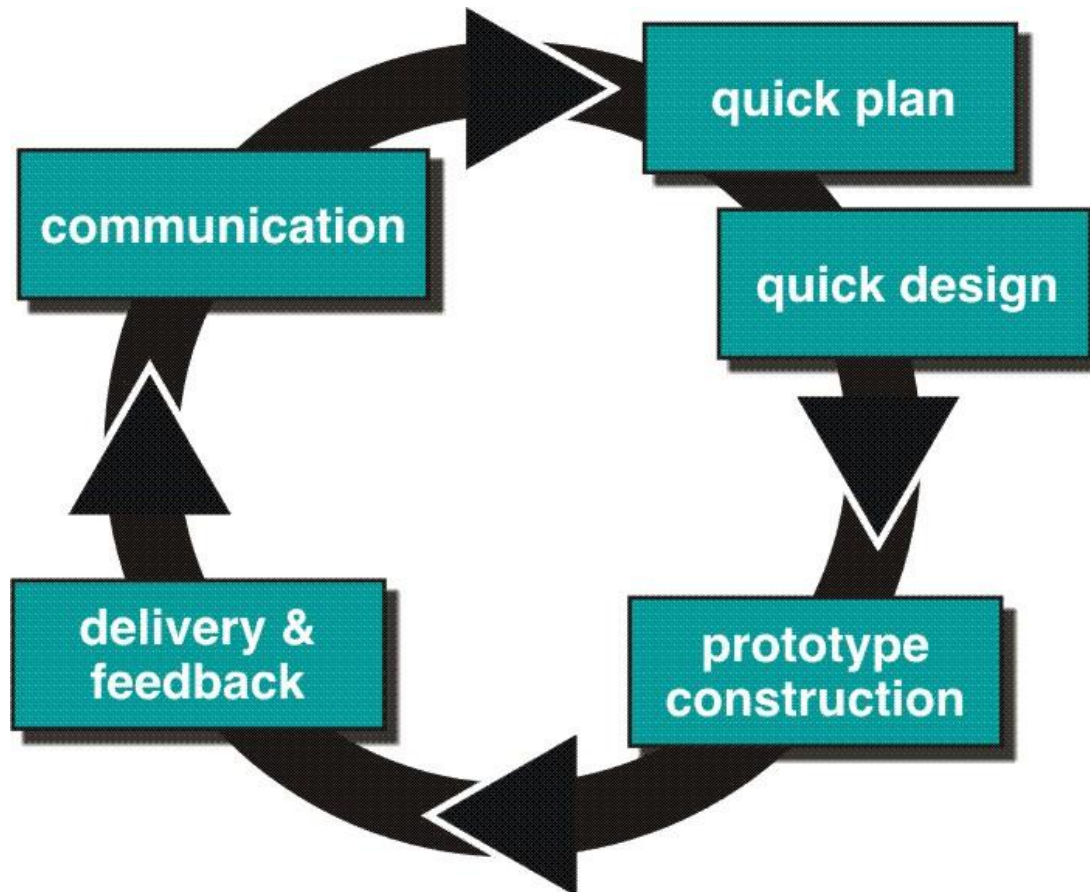 quick plan
communication
quick design
delivery &
feedback
prototype
construction